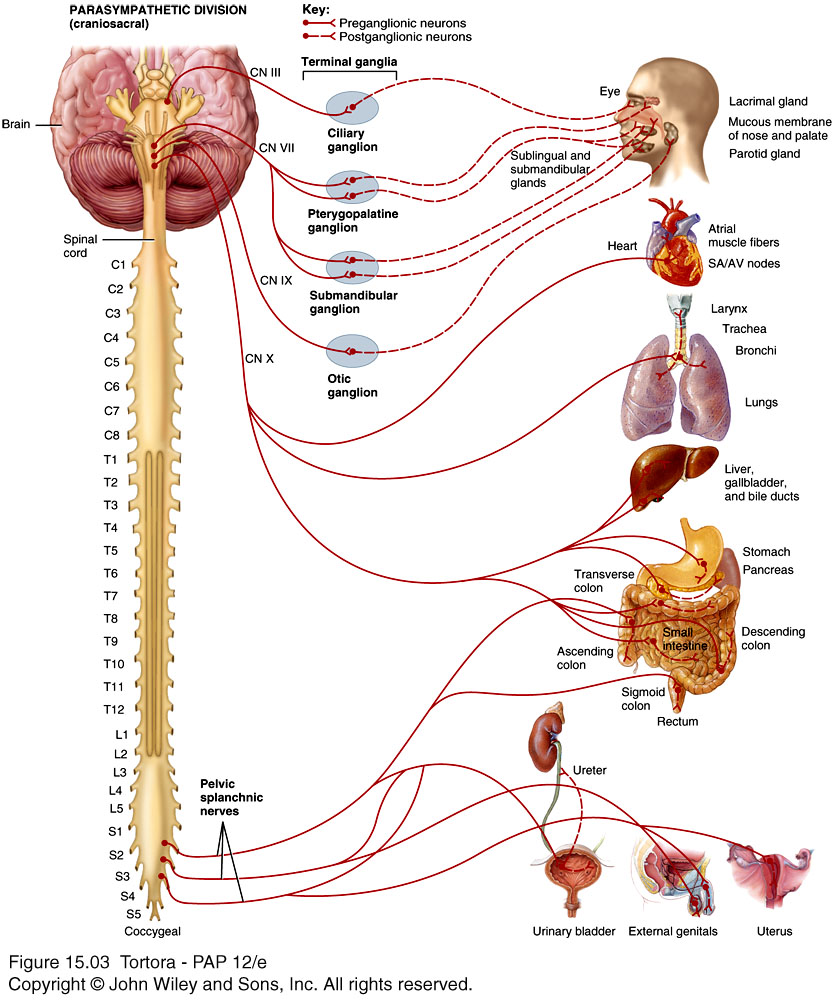 PARASYMPATHETIC DIVISION
(craniosacral)
Key:
Preganglionic neurons
Postganglionic neurons
Terminal ganglia
CN III
Brain
Ciliary
ganglion
CN VII
Pterygopalatine
ganglion
Submandibular
ganglion
CN IX
Otic
ganglion
CN X
Eye
Lacrimal gland
Mucous membrane
of nose and palate
Parotid gland
Sublingual and
submandibular
glands
Spinal
cord
Heart
Atrial
muscle fibers
SA/AV nodes
Larynx
Trachea
Bronchi
Lungs
Liver,
gallbladder,
and bile ducts
Stomach
Pancreas
Transverse
colon
Small
intestine
Descending
colon
Ascending
colon
Sigmoid
colon
Rectum
C1
C2
C3
C4
C5
C6
C7
C8
T1
T2
T3
T4
T5
T6
T7
T8
T9
T10
T11
T12
L1
L2
L3
L4
L5
S1
S2
S3
S4
S5
Coccygeal
Pelvic
splanchnic
nerves
Ureter
Urinary bladder
External genitals
Uterus
Figure 15.03 Tortora - PAP 12/e
Copyright © John Wiley and Sons, Inc. All rights reserved.